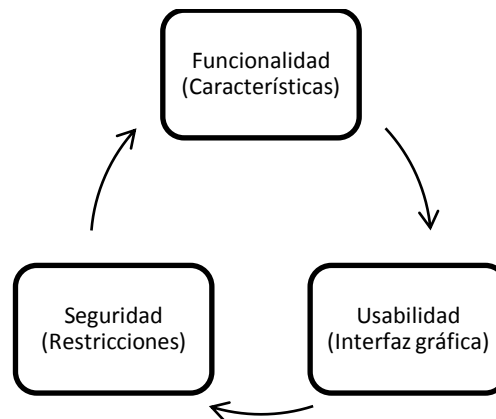 Funcionalidad
(Características)
Seguridad
(Restricciones)
Usabilidad
(Interfaz gráfica)